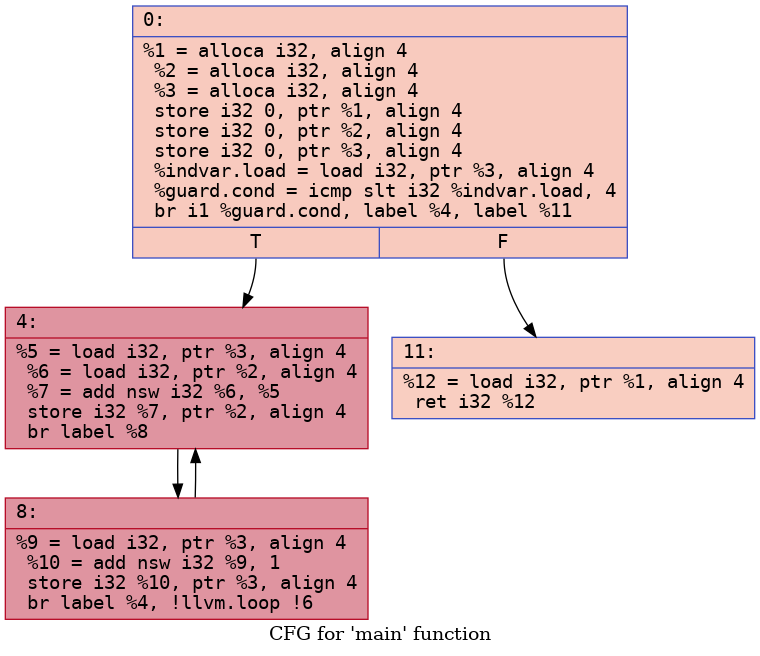 0:
%1 = alloca i32, align 4
%2 = alloca i32, align 4
%3 = alloca i32, align 4
store i32 0, ptr %1, align 4
store i32 0, ptr %2, align 4
store i32 0, ptr %3, align 4
%indvar.load = load i32, ptr %3, align 4
%guard.cond = icmp slt i32 %indvar.load, 4
br i1 %guard.cond, label %4, label %11
T F
4:
%5 = load i32, ptr %3, align 4
%6 = load i32, ptr %2, align 4
%7 = add nsw i32 %6, %5
store i32 %7, ptr %2, align 4
br label %8
11:
%12 = load i32, ptr %1, align 4
ret i32 %12
8:
%9 = load i32, ptr %3, align 4
%10 = add nsw i32 %9, 1
store i32 %10, ptr %3, align 4
br label %4, !llvm.loop !6
CFG for 'main' function